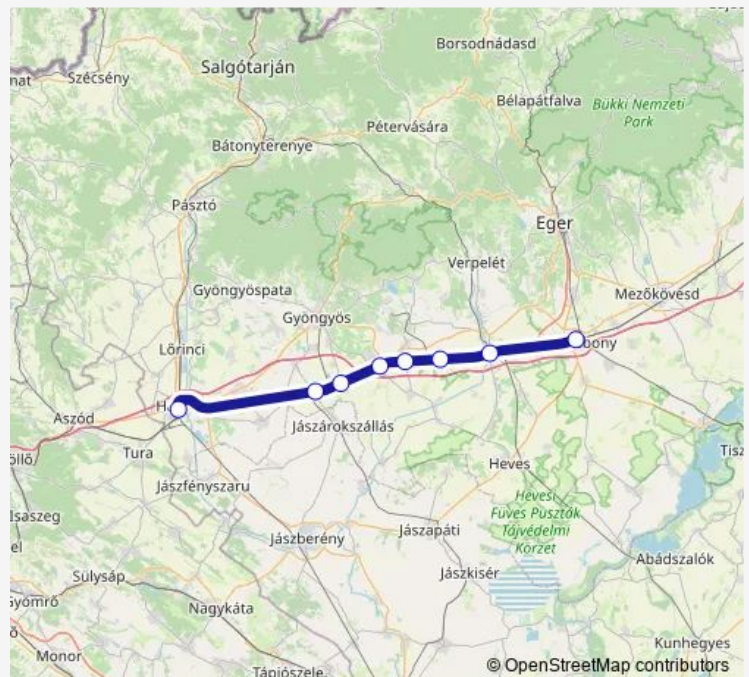 Borsodnádasd
Salgótarján
Szécsény
Bélapátfalva
Bükki Nemzeti
Park
Pétervására
Bátonyterenye
Pásztó
Eger
Verpelét
Gyöngyöspata
Mezőkövesd
Gyöngyös
Lőrinci
Aszód
Jászárokszállás
Tura
Heves
Jászfényszaru
Hevesi
Füves Puszták
Tájvédelmi
Körzet
Jászberény
Jászapáti
Abádszalók
Jászkisér
Sülysáp
Nagykáta
Kunhegyes
Monor
Tápiószele
© OpenStreetMap contributors